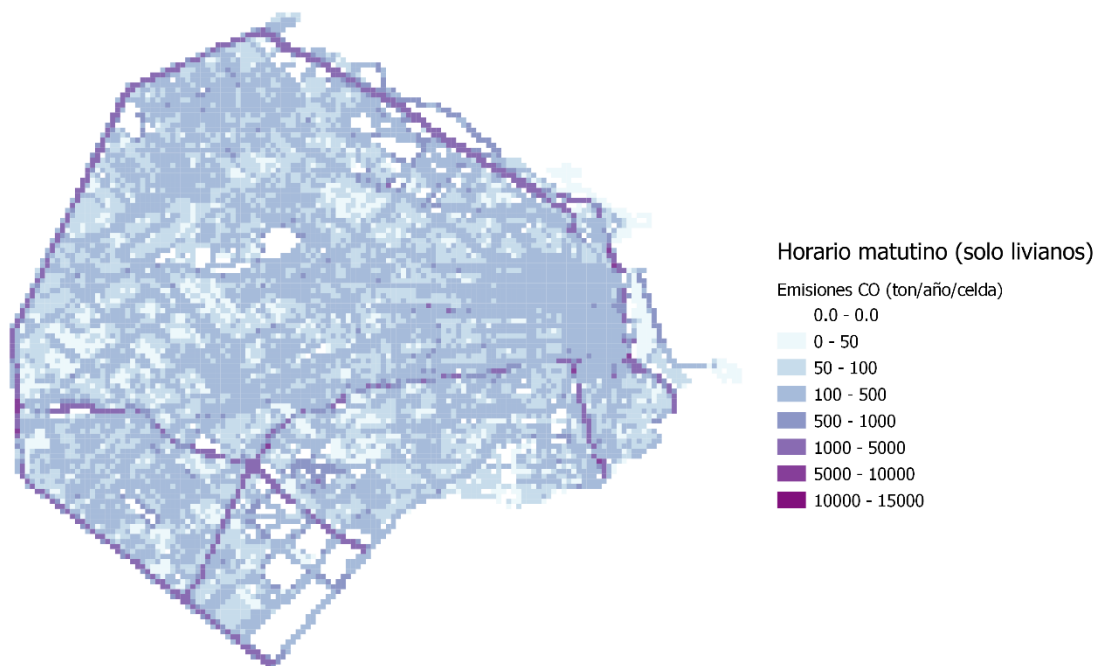 Horario matutino (solo livianos)
Emisiones CO (ton/año/celda)
0.0 - 0.0
0 - 50
50 - 100
100 - 500
500 - 1000
1000 - 5000
5000 - 10000
10000 - 15000